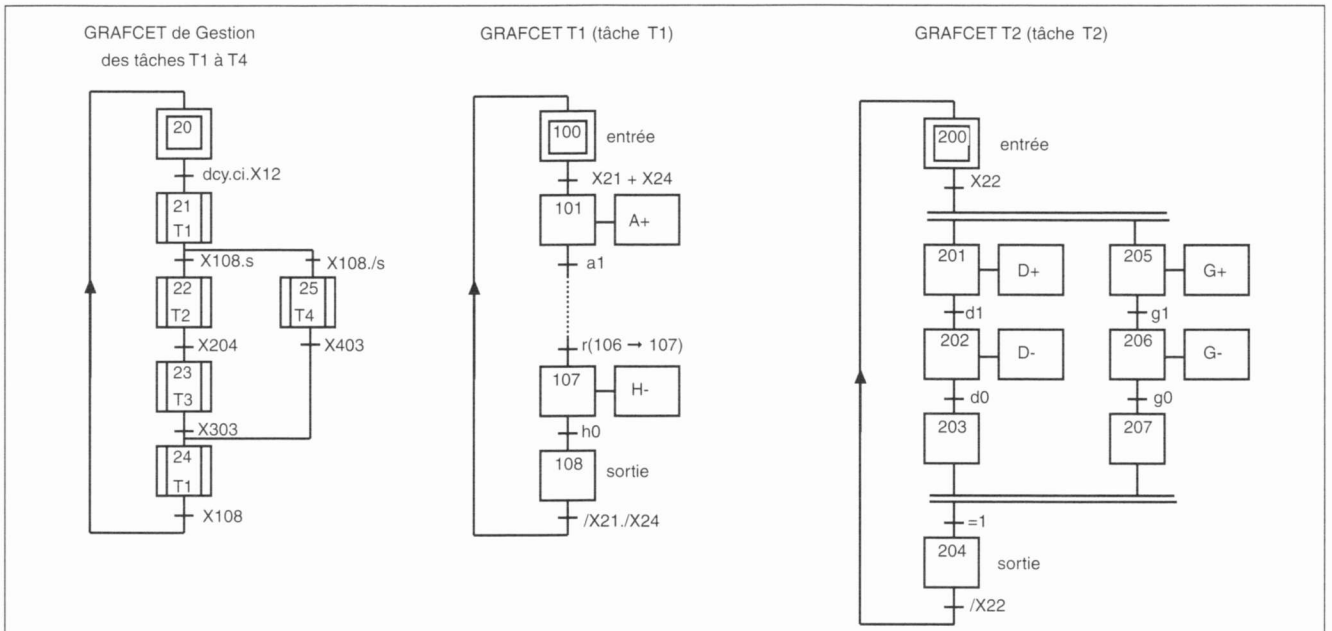 GRAFCET de Gestion
des tâches T1 à T4
20
dcy.ci.X12
21
T1
X108.s
X108./s
22
T2
25
T4
X204
X403
23
T3
X303
24
T1
X108
GRAFCET T1 (tâche T1)
100
entrée
X21 + X24
101
A+
a1
r(106 → 107)
107
H-
h0
108
sortie
/X21./X24
GRAFCET T2 (tâche T2)
200
entrée
X22
201
D+
205
G+
d1
g1
202
D-
206
G-
d0
g0
203
207
=1
204
sortie
/X22